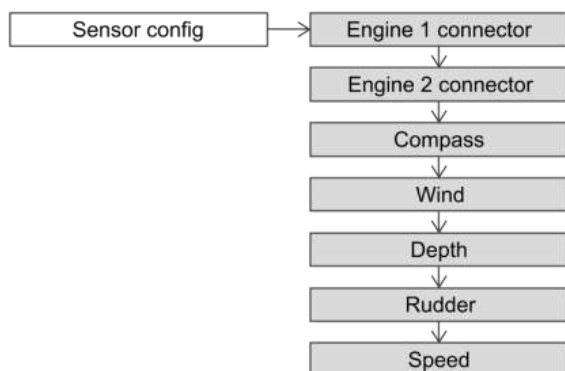 Sensor config
Engine 1 connector
Engine 2 connector
Compass
Wind
Depth
Rudder
Speed